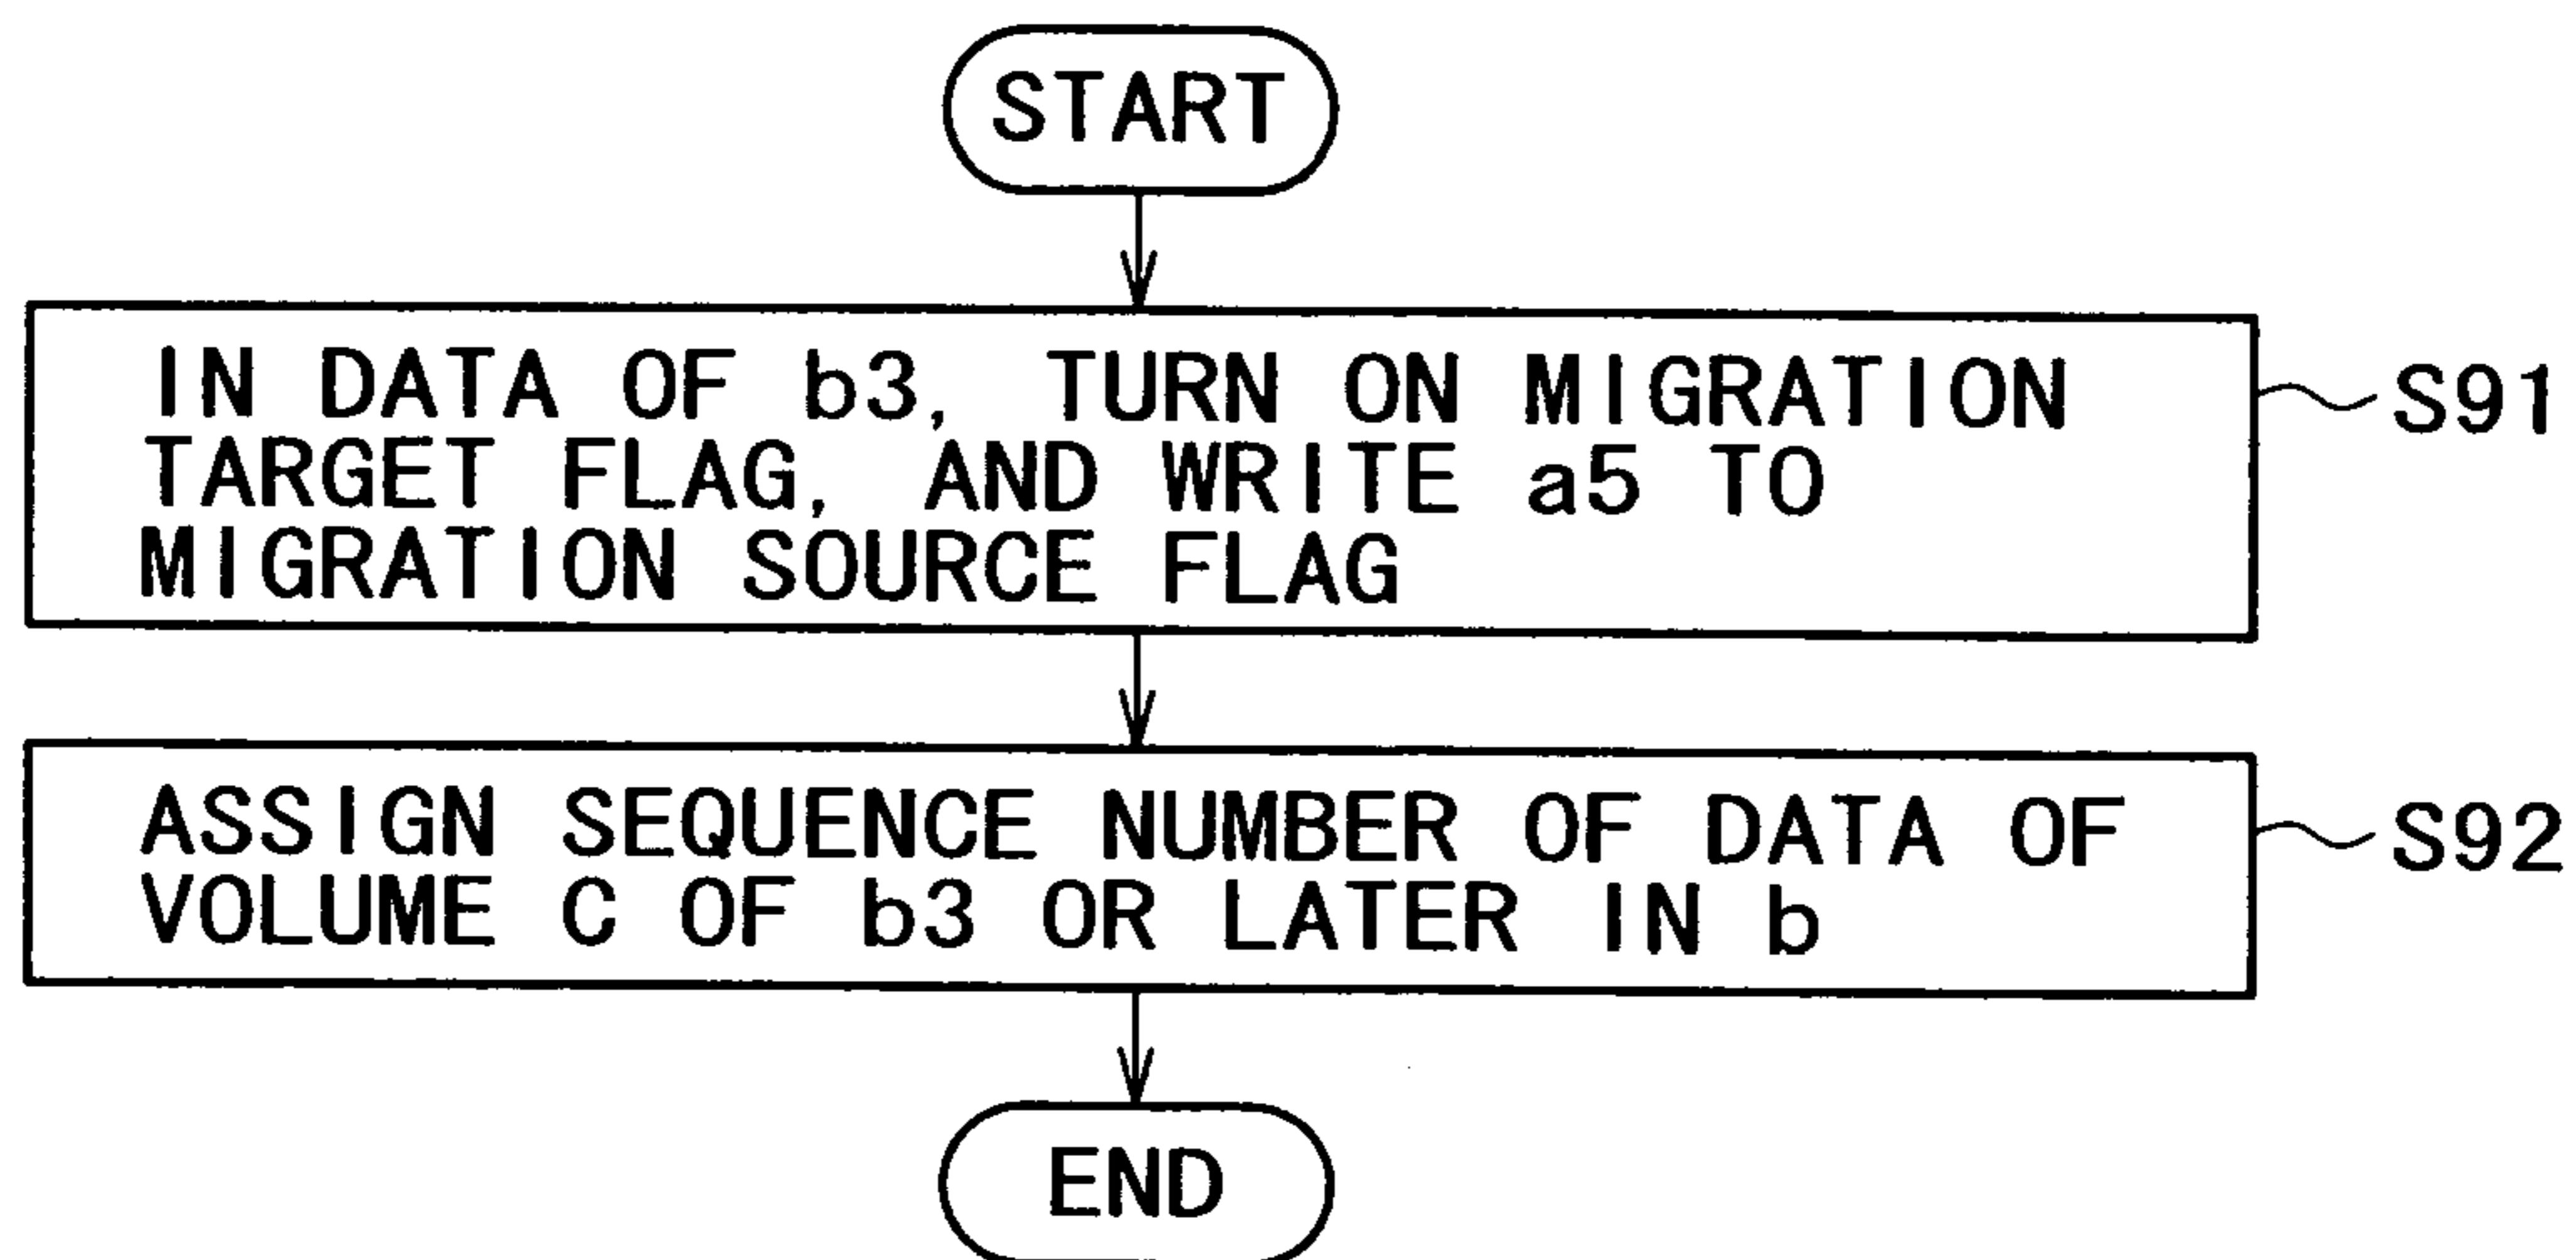 START
IN DATA OF b3, TURN ON MIGRATION
TARGET FLAG, AND WRITE a5 TO
MIGRATION SOURCE FLAG
S91
ASSIGN SEQUENCE NUMBER OF DATA OF
VOLUME C OF b3 OR LATER IN b
S92
END